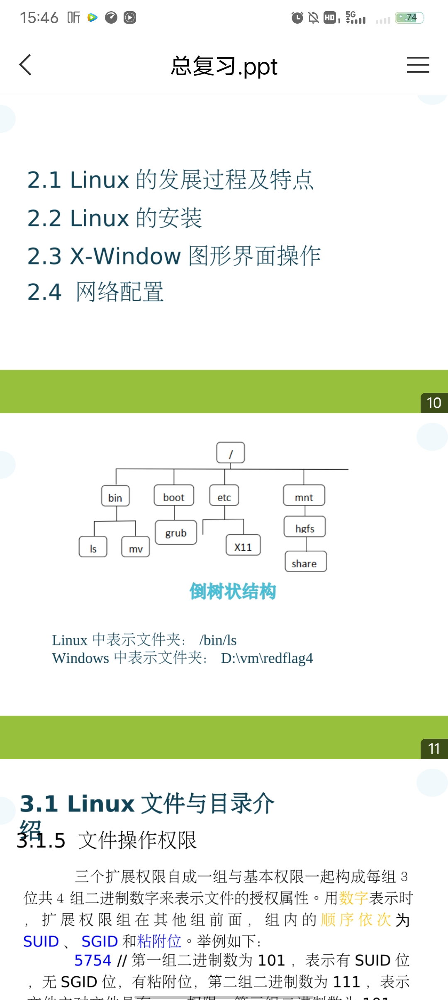 15:46 听 HD 1 5G 74
总复习.ppt
2.1 Linux 的发展过程及特点
2.2 Linux 的安装
2.3 X-Window 图形界面操作
2.4 网络配置
10
/
bin boot etc mnt
grub hgfs
ls mv X11
share
倒树状结构
Linux 中表示文件夹： /bin/ls
Windows 中表示文件夹： D:\vm\redflag4
11
3.1 Linux 文件与目录介
绍
3.1.5 文件操作权限
三个扩展权限自成一组与基本权限一起构成每组 3
位共 4 组二进制数字来表示文件的授权属性。用数字表示时
，扩展权限组在其他组前面，组内的顺序依次为
SUID 、 SGID 和粘附位。举例如下：
5754 // 第一组二进制数为 101 ，表示有 SUID 位
，无 SGID 位，有粘附位，第二组二进制数为 111 ，表示